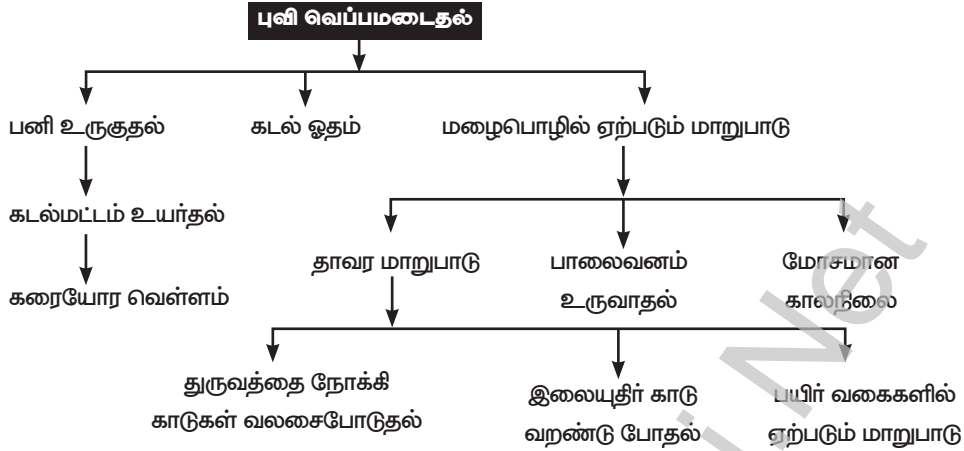 புவி வெப்பமடைதல்
பனி உருகுதல்
கடல் ஓதம்
மழைபொழில் ஏற்படும் மாறுபாடு
கடல்மட்டம் உயர்தல்
கரையோர வெள்ளம்
தாவர மாறுபாடு
பாலைவனம்
உருவாதல்
மோசமான
காலநிலை
துருவத்தை நோக்கி
காடுகள் வலசைபோடுதல்
இலையுதிர் காடு
வறண்டு போதல்
பயிர் வகைகளில்
ஏற்படும் மாறுபாடு